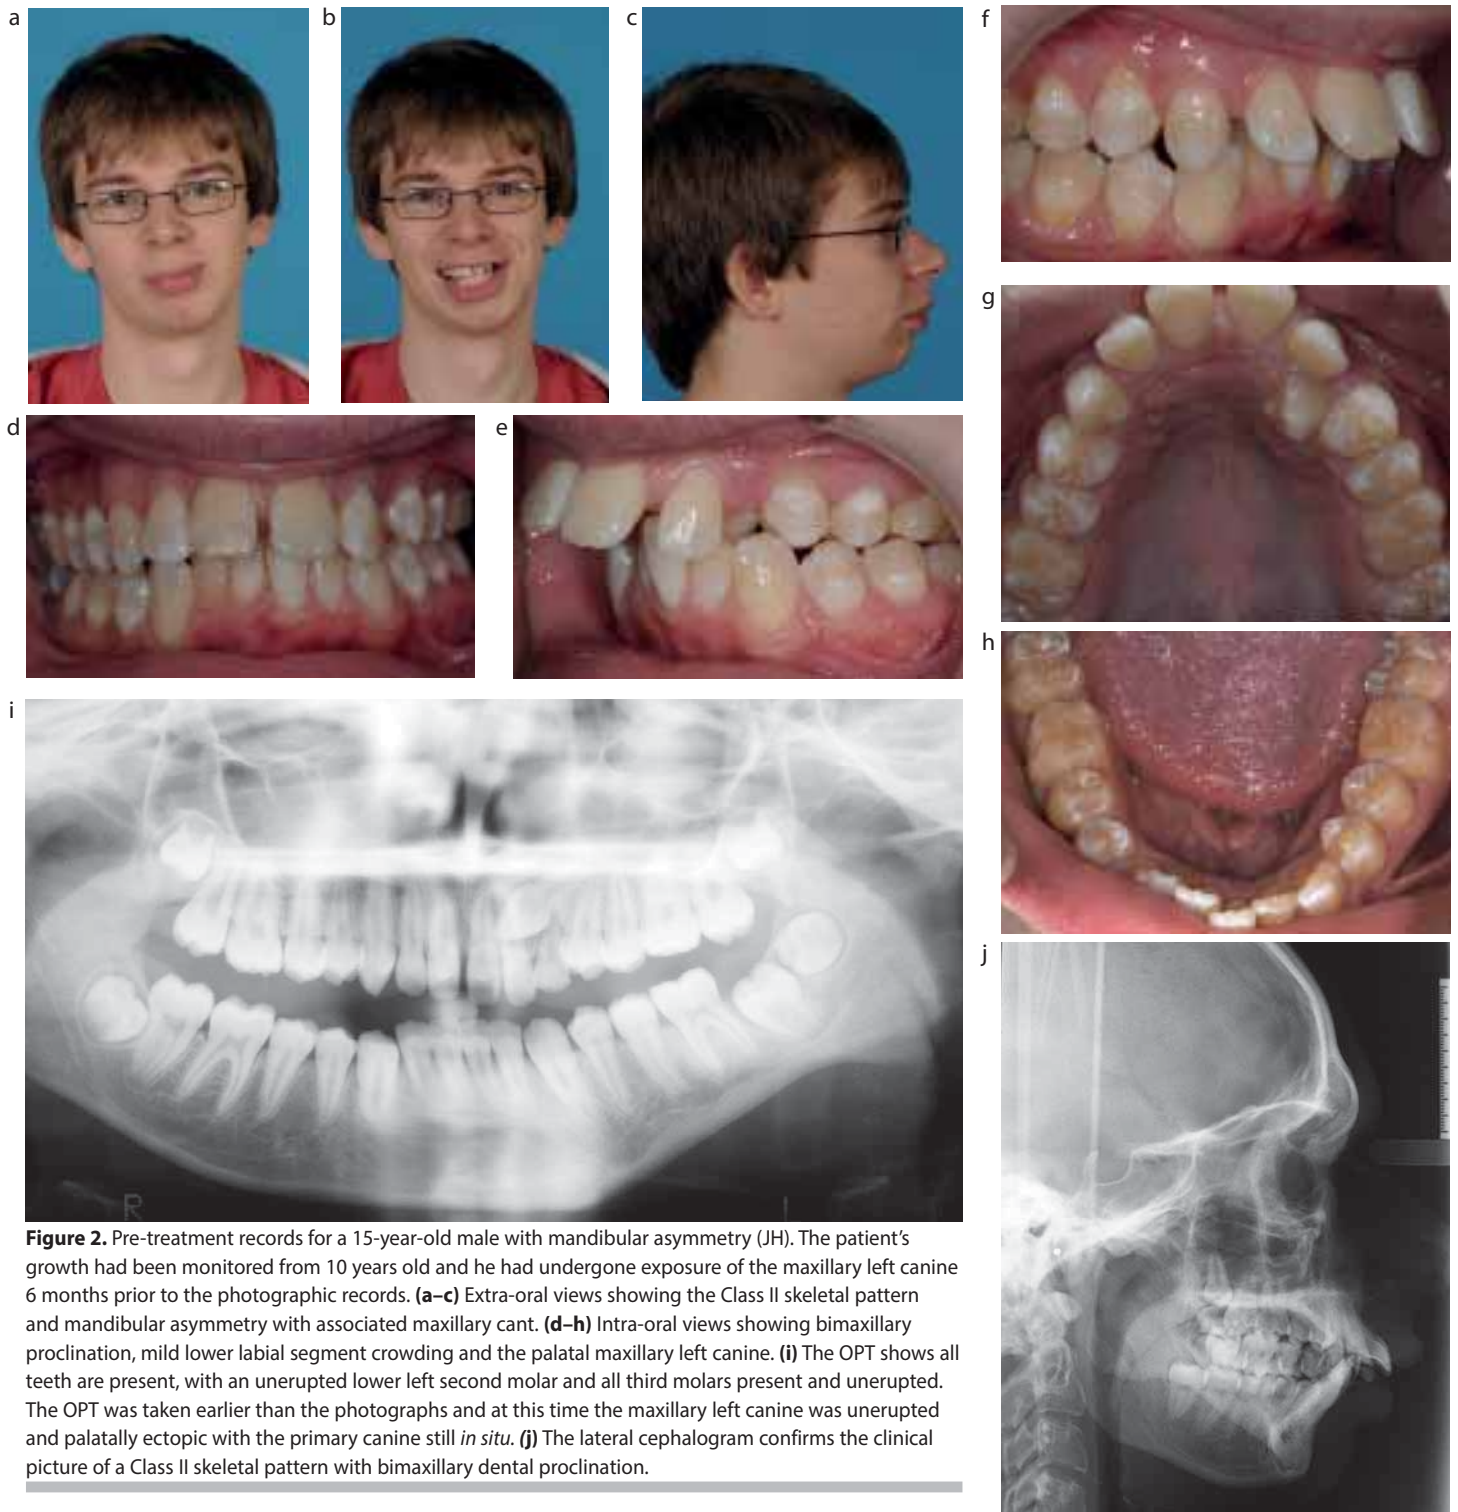 a
b
c
f
g
d
e
h
i
j
R
Figure 2. Pre-treatment records for a 15-year-old male with mandibular asymmetry (JH). The patient’s
growth had been monitored from 10 years old and he had undergone exposure of the maxillary left canine
6 months prior to the photographic records. (a–c) Extra-oral views showing the Class II skeletal pattern
and mandibular asymmetry with associated maxillary cant. (d–h) Intra-oral views showing bimaxillary
proclination, mild lower labial segment crowding and the palatal maxillary left canine. (i) The OPT shows all
teeth are present, with an unerupted lower left second molar and all third molars present and unerupted.
The OPT was taken earlier than the photographs and at this time the maxillary left canine was unerupted
and palatally ectopic with the primary canine still in situ. (j) The lateral cephalogram confirms the clinical
picture of a Class II skeletal pattern with bimaxillary dental proclination.